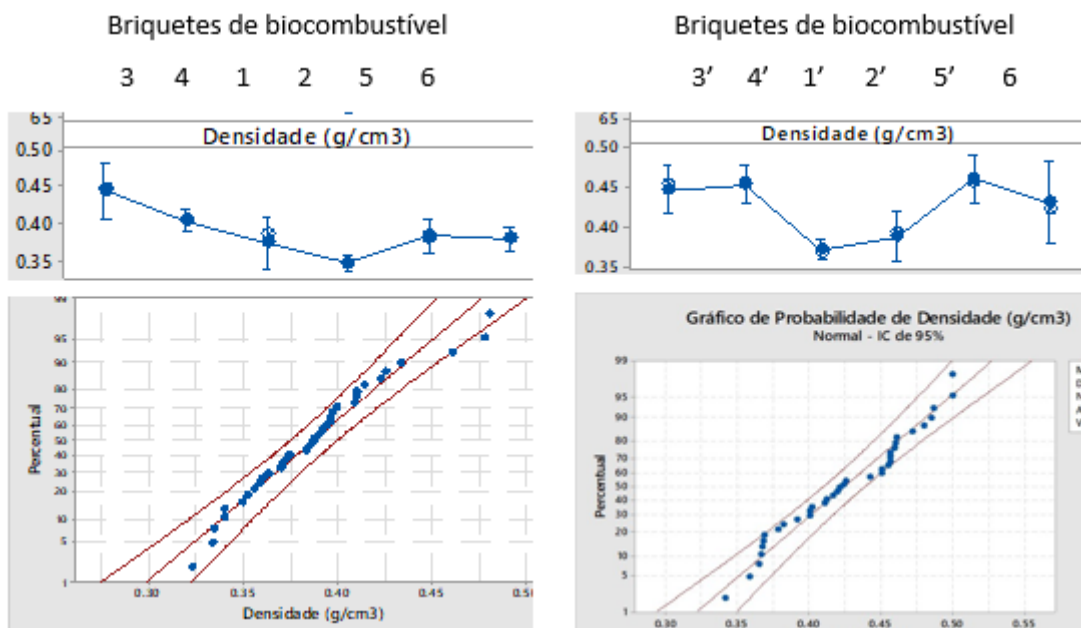 Briquetes de biocombustível
3 4 1 2 5 6
65
Densidade (g/cm3)
0.50
0.45
0.40
0.35
99
95
90
80
70
60
50
40
30
20
10
5
1
Percentual
0.30 0.35 0.40 0.45 0.50
Densidade (g/cm3)
Briquetes de biocombustível
3’ 4’ 1’ 2’ 5’ 6
65
Densidade (g/cm3)
0.50
0.45
0.40
0.35
Gráfico de Probabilidade de Densidade (g/cm3)
Normal - IC de 95%
99
95
90
80
70
60
50
40
30
20
10
5
1
Percentual
0.30 0.35 0.40 0.45 0.50 0.55